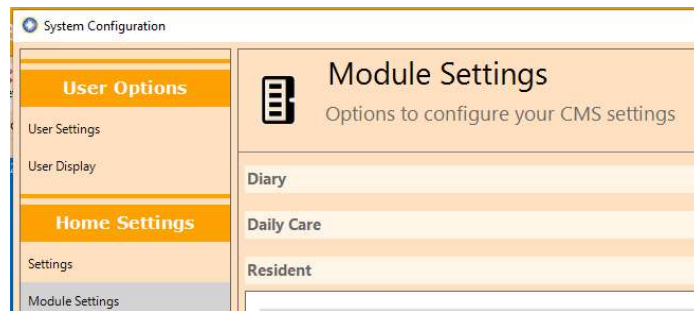 System Configuration
User Options
User Settings
User Display
Home Settings
Settings
Module Settings
Module Settings
Options to configure your CMS settings
Diary
Daily Care
Resident